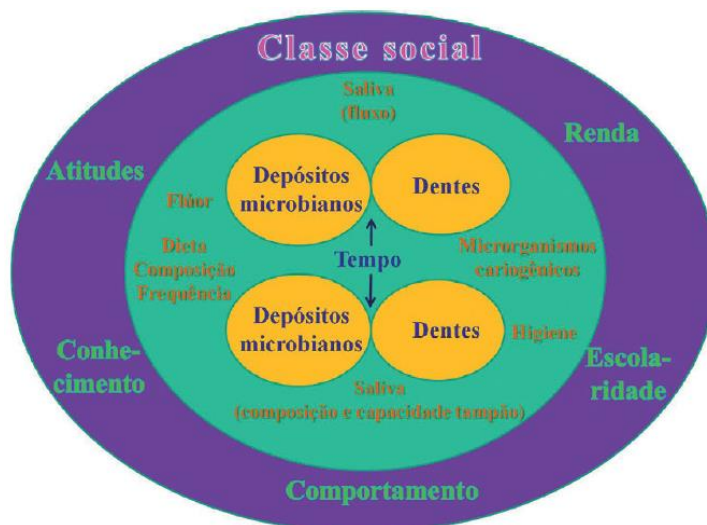 Classe social
Saliva
(fluxo)
Renda
Atitudes
Depósitos
microbianos
Dentes
Flúor
Dieta
Composição
Frequência
Tempo
Microrganismos
cariogênicos
Depósitos
microbianos
Dentes
Higiene
Conhe-
cimento
Escola-
ridade
Saliva
(composição e capacidade tampão)
Comportamento